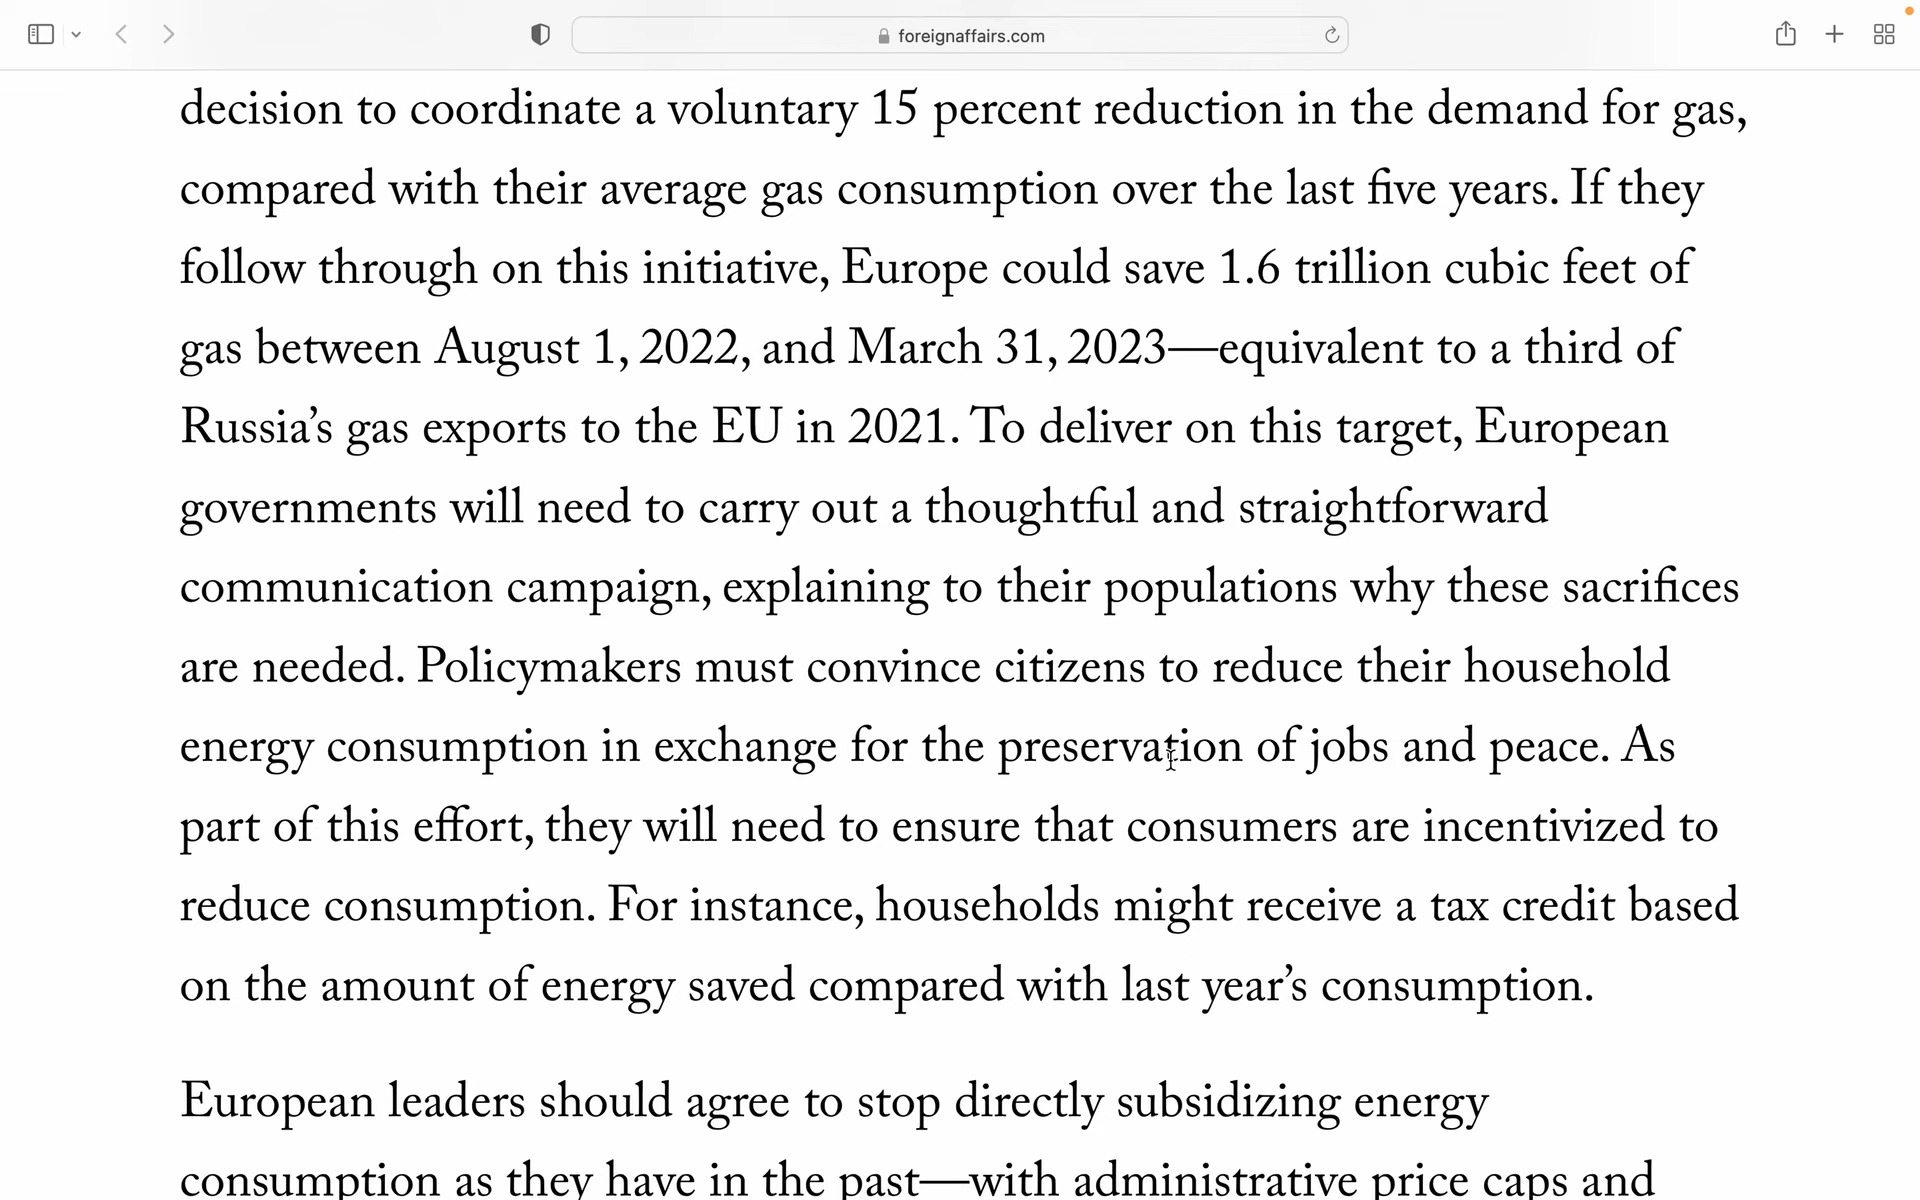 foreignaffairs.com
decision to coordinate a voluntary 15 percent reduction in the demand for gas,
compared with their average gas consumption over the last five years. If they
follow through on this initiative, Europe could save 1.6 trillion cubic feet of
gas between August 1, 2022, and March 31, 2023—equivalent to a third of
Russia’s gas exports to the EU in 2021. To deliver on this target, European
governments will need to carry out a thoughtful and straightforward
communication campaign, explaining to their populations why these sacrifices
are needed. Policymakers must convince citizens to reduce their household
energy consumption in exchange for the preservation of jobs and peace. As
part of this effort, they will need to ensure that consumers are incentivized to
reduce consumption. For instance, households might receive a tax credit based
on the amount of energy saved compared with last year’s consumption.
European leaders should agree to stop directly subsidizing energy
consumption as they have in the past—with administrative price caps and